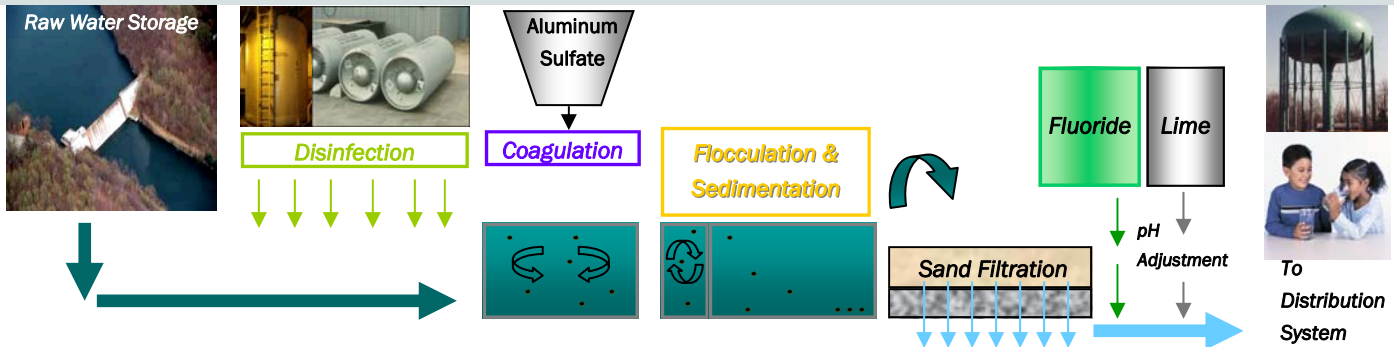 Raw Water Storage
Disinfection
Aluminum
Sulfate
Coagulation
Flocculation &
Sedimentation
Sand Filtration
Fluoride
Lime
pH
Adjustment
To
Distribution
System